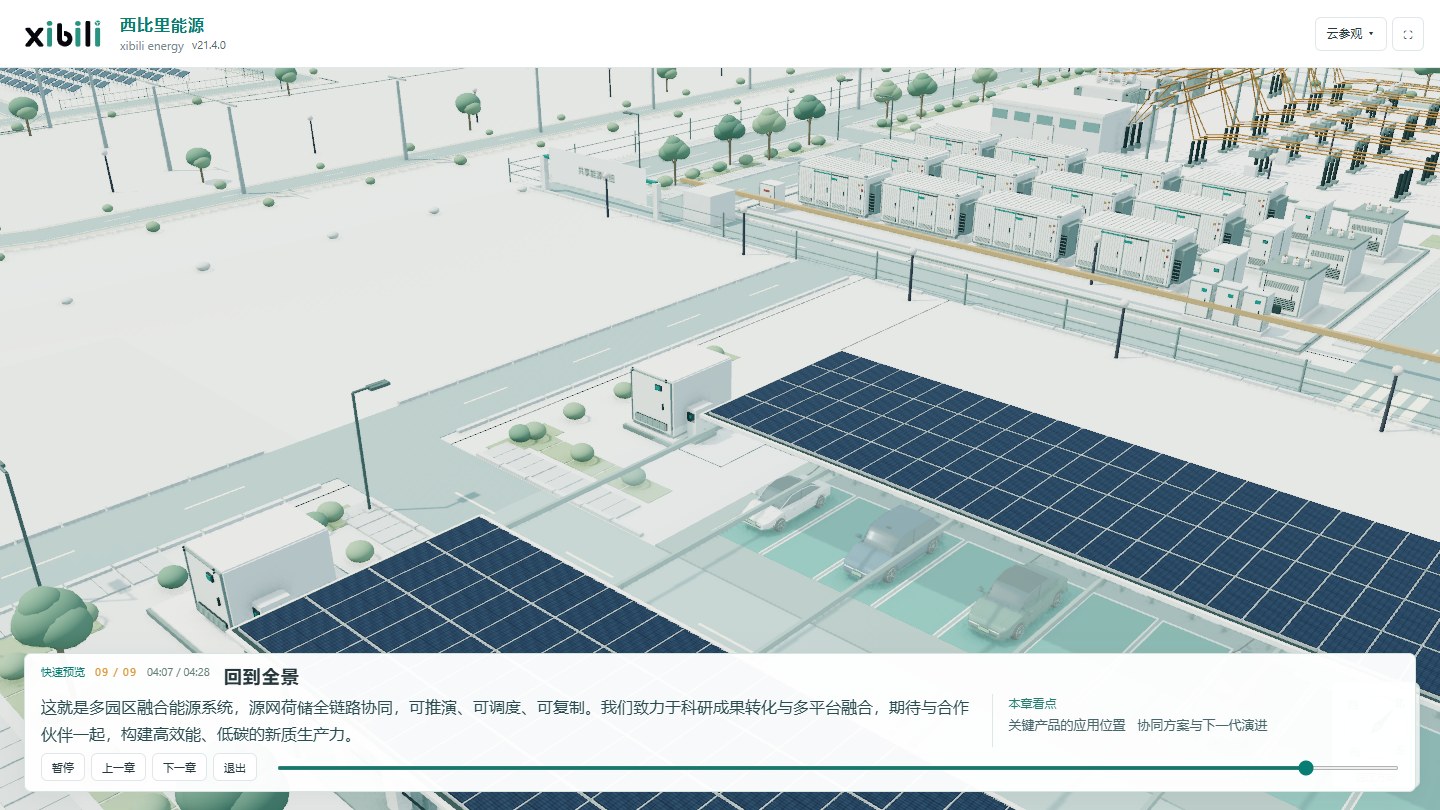 xibili
西比里能源
xibili energy v21.4.0
云参观
快速预览 09 / 09 04:07 / 04:28 回到全景
这就是多园区融合能源系统，源网荷储全链路协同，可推演、可调度、可复制。我们致力于科研成果转化与多平台融合，期待与合作
伙伴一起，构建高效能、低碳的新质生产力。
本章看点
关键产品的应用位置 协同方案与下一代演进
暂停 上一章 下一章 退出